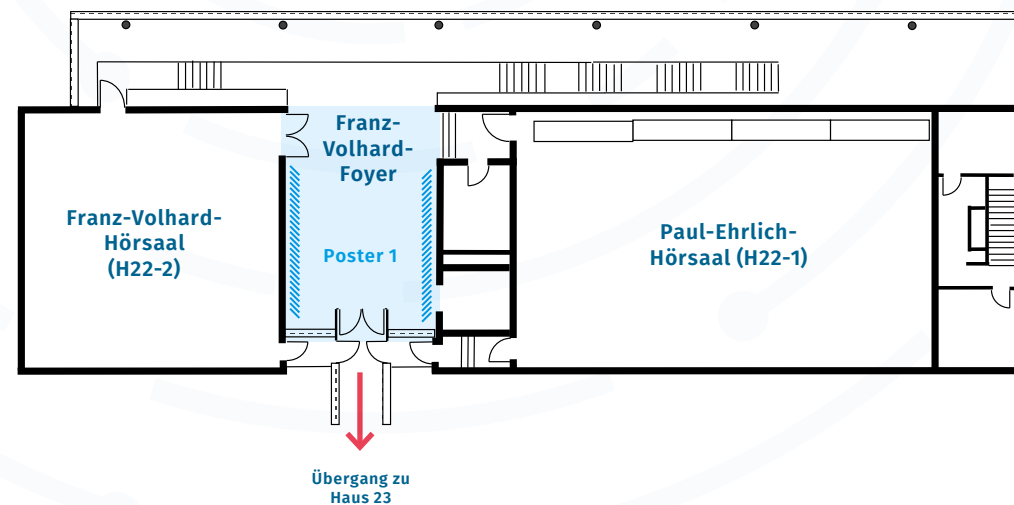 Franz-
Volhard-
Foyer
Franz-Volhard-
Hörsaal
(H22-2)
Poster 1
Paul-Ehrlich-
Hörsaal (H22-1)
Übergang zu
Haus 23